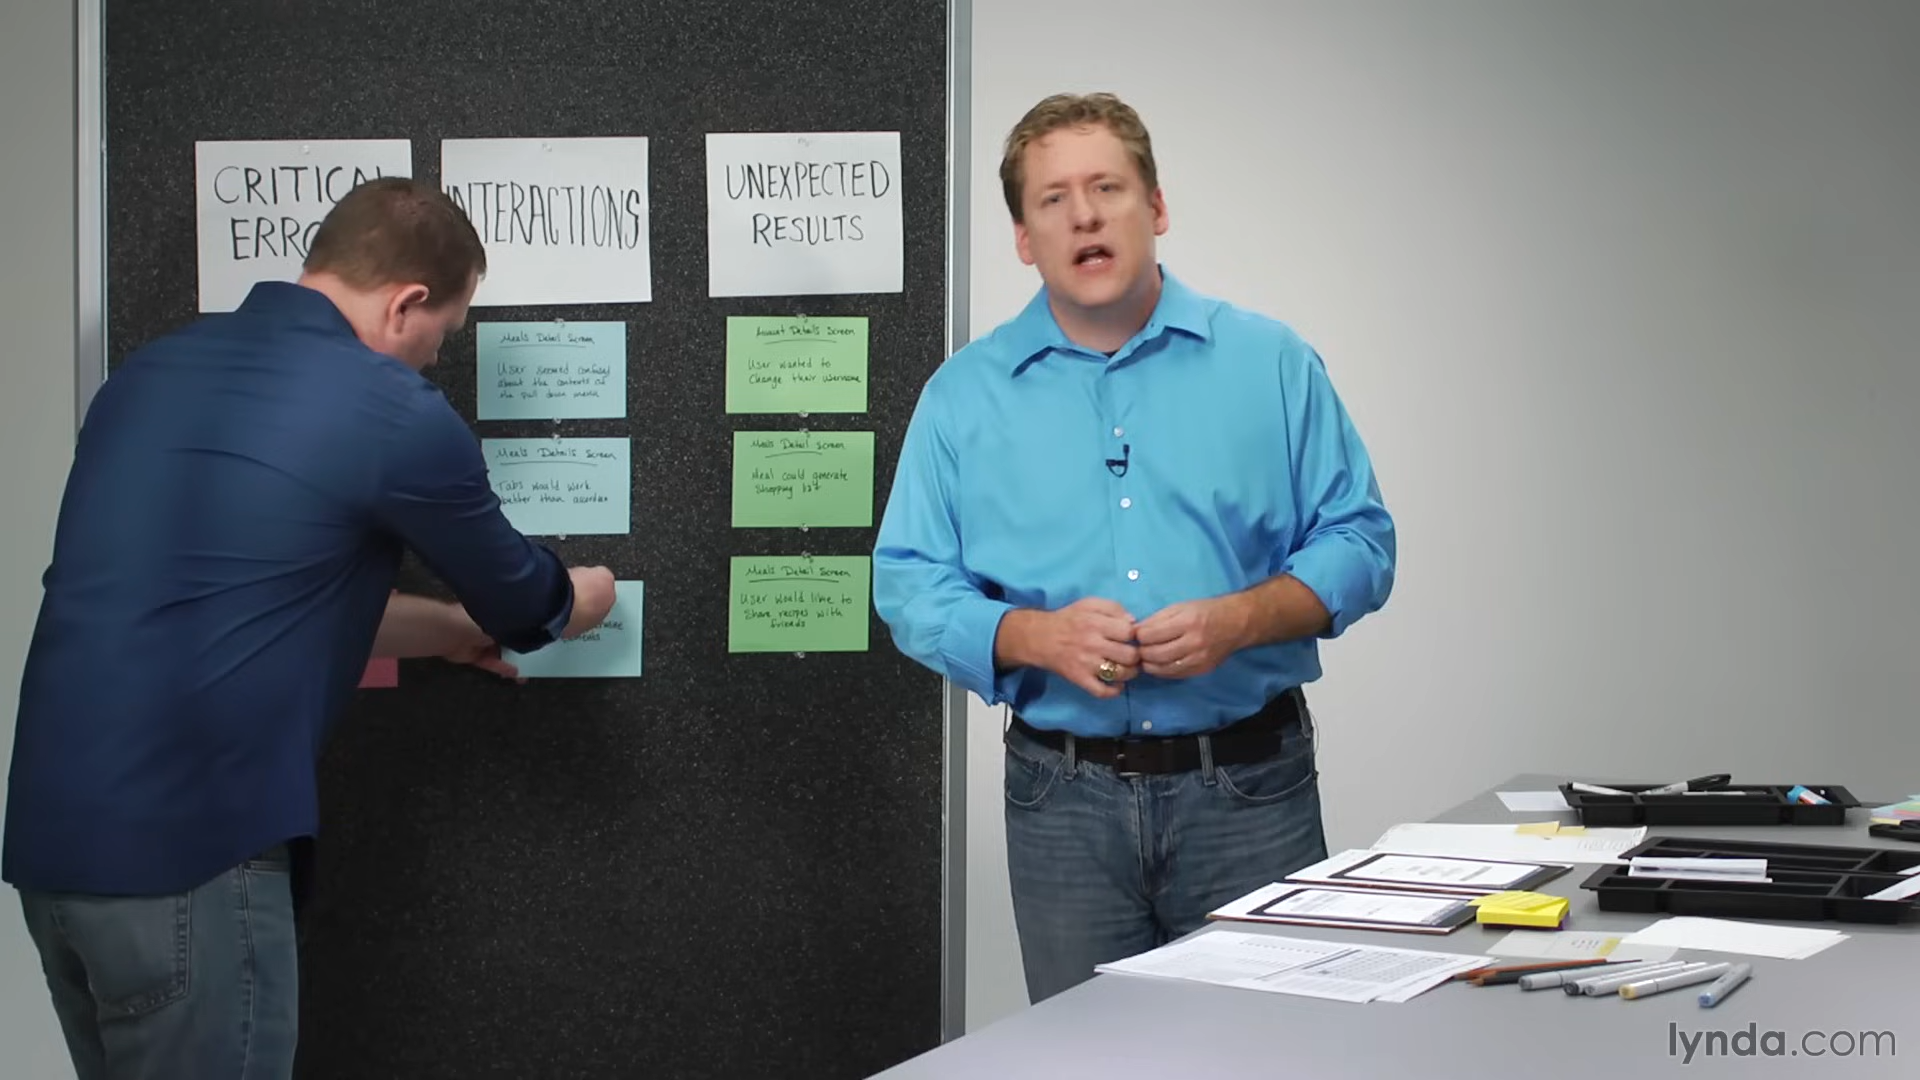 CRITICA
ERRO
INTERACTIONS
UNEXPECTED
RESULTS
Meals Detail Screen
User seemed confused
about the contents of
the pull down menu
Meals Details Screen
Tabs would work
better than accordion
Account Details Screen
User wanted to
Change their username
Meals Detail Screen
Meal could generate
Shopping list
Meals Detail Screen
User would like to
Share recipes with
friends
lynda.com